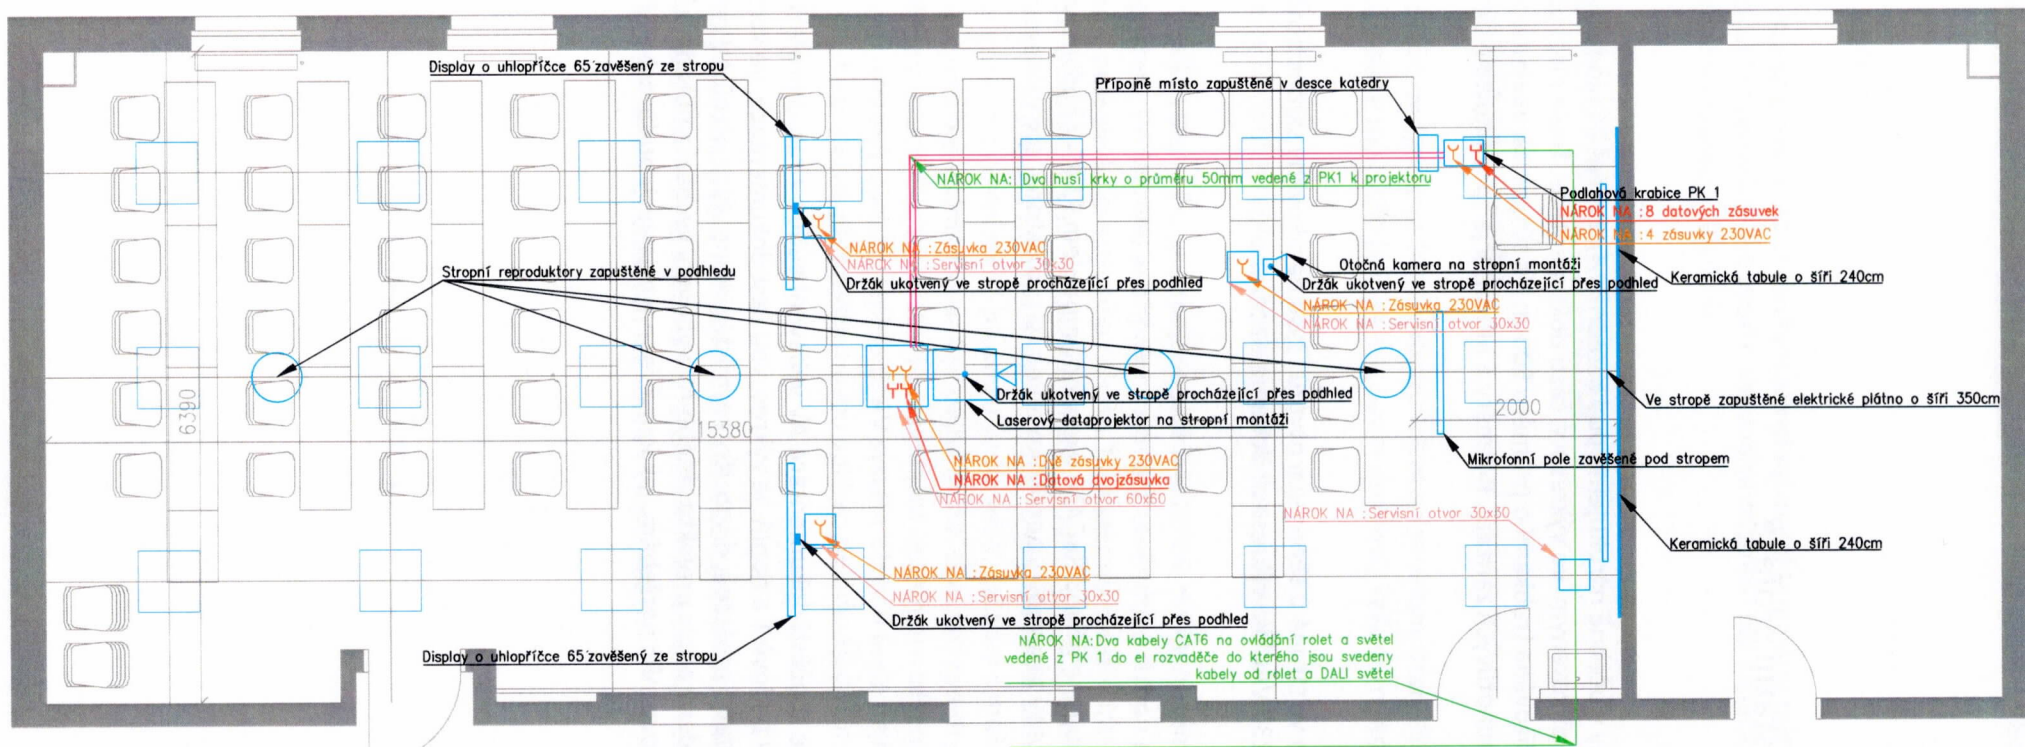 Display o uhlopříčce 65 zavěšený ze stropu
Přípojné místo zapuštěné v desce katedry
NÁROK NA: Dva husí krky o průměru 50mm vedené z PK1 k projektoru
Podlahová krabice PK 1
NÁROK NA :8 datových zásuvek
NÁROK NA :4 zásuvky 230VAC
NÁROK NA :Zásuvka 230VAC
NÁROK NA :Servisní otvor 30x30
Držák ukotvený ve stropě procházející přes podhled
Stropní reproduktory zapuštěné v podhledu
Otočná kamera na stropní montáži
Držák ukotvený ve stropě procházející přes podhled
NÁROK NA :Zásuvka 230VAC
NÁROK NA :Servisní otvor 30x30
Keramická tabule o šíři 240cm
Držák ukotvený ve stropě procházející přes podhled
Laserový dataprojektor na stropní montáži
6390
15380
2000
Ve stropě zapuštěné elektrické plátno o šíři 350cm
Mikrofonní pole zavěšené pod stropem
NÁROK NA :Dvě zásuvky 230VAC
NÁROK NA :Datová dvojzásuvka
NÁROK NA :Servisní otvor 60x60
NÁROK NA :Servisní otvor 30x30
Keramická tabule o šíři 240cm
NÁROK NA :Zásuvka 230VAC
NÁROK NA :Servisní otvor 30x30
Držák ukotvený ve stropě procházející přes podhled
Display o uhlopříčce 65 zavěšený ze stropu
NÁROK NA:Dva kabely CAT6 na ovládání rolet a světel
vedené z PK 1 do el rozvaděče do kterého jsou svedeny
kabely od rolet a DALI světel